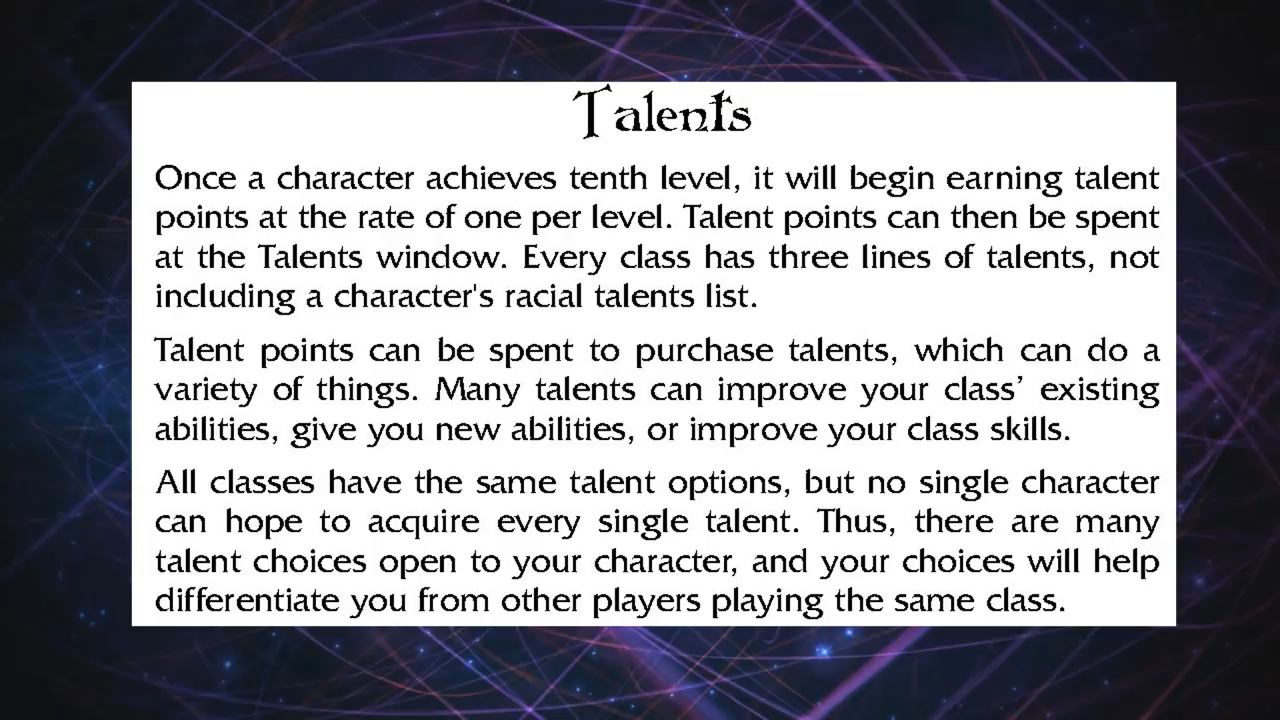 Talents
Once a character achieves tenth level, it will begin earning talent
points at the rate of one per level. Talent points can then be spent
at the Talents window. Every class has three lines of talents, not
including a character's racial talents list.
Talent points can be spent to purchase talents, which can do a
variety of things. Many talents can improve your class’ existing
abilities, give you new abilities, or improve your class skills.
All classes have the same talent options, but no single character
can hope to acquire every single talent. Thus, there are many
talent choices open to your character, and your choices will help
differentiate you from other players playing the same class.